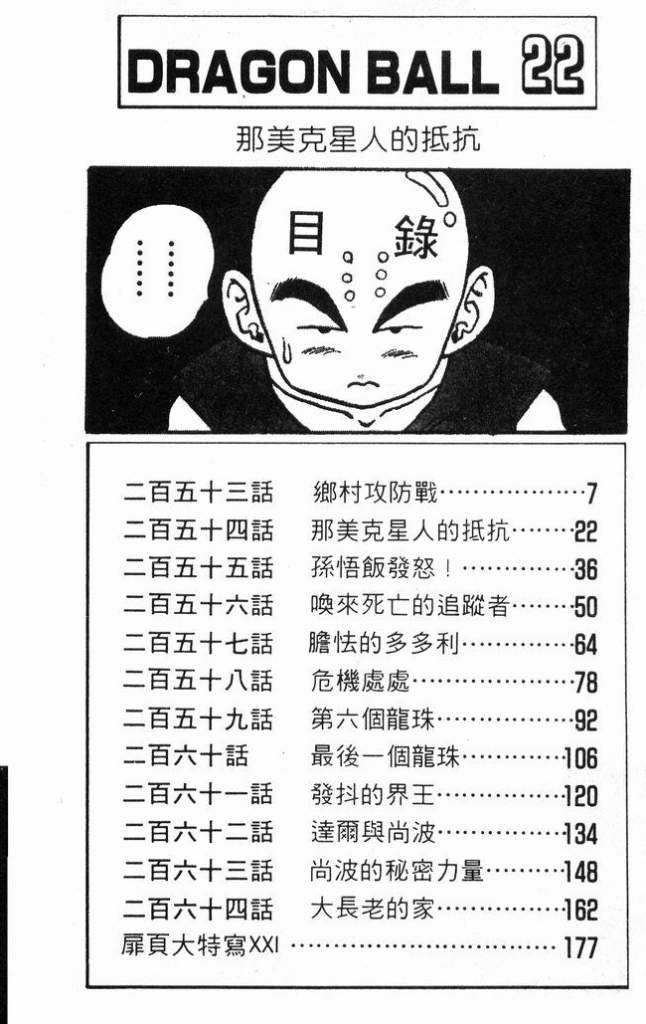 DRAGON BALL 22
那美克星人的抵抗
目錄
…… ……
二百五十三話 鄉村攻防戰………………7
二百五十四話 那美克星人的抵抗………22
二百五十五話 孫悟飯發怒！……………36
二百五十六話 喚來死亡的追蹤者………50
二百五十七話 膽怯的多多利……………64
二百五十八話 危機處處…………………78
二百五十九話 第六個龍珠………………92
二百六十話 最後一個龍珠……………106
二百六十一話 發抖的界王……………120
二百六十二話 達爾與尚波……………134
二百六十三話 尚波的秘密力量………148
二百六十四話 大長老的家……………162
扉頁大特寫XXI ……………………………177